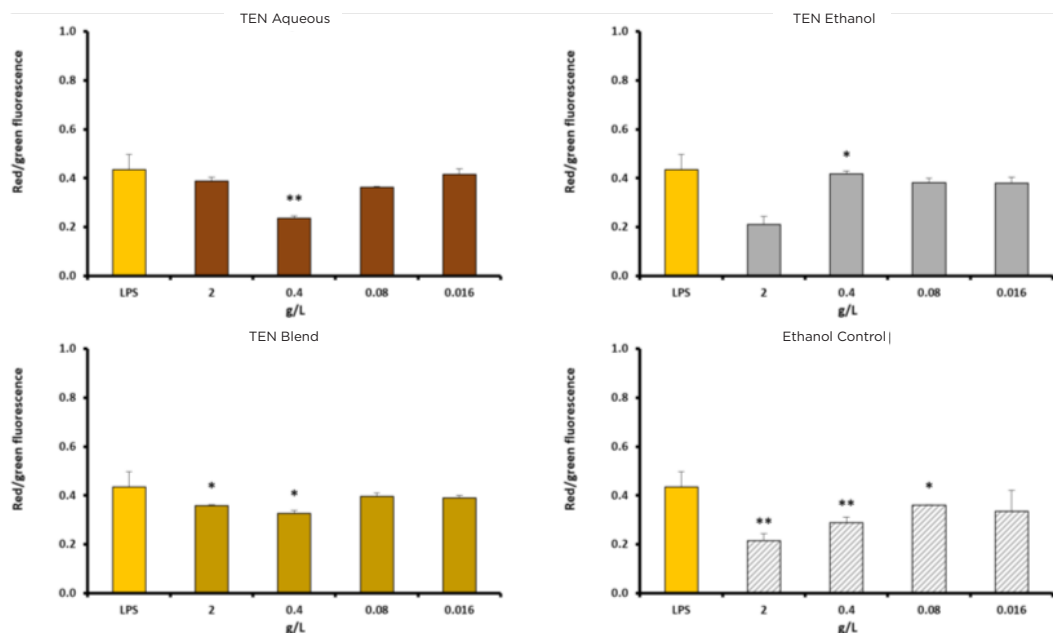 TEN Aqueous
Red/green fluorescence
1.0
0.8
0.6
0.4
0.2
0.0
**
LPS 2 0.4 0.08 0.016
g/L
TEN Ethanol
Red/green fluorescence
1.0
0.8
0.6
0.4
0.2
0.0
*
LPS 2 0.4 0.08 0.016
g/L
TEN Blend
Red/green fluorescence
1.0
0.8
0.6
0.4
0.2
0.0
* *
LPS 2 0.4 0.08 0.016
g/L
Ethanol Control
Red/green fluorescence
1.0
0.8
0.6
0.4
0.2
0.0
** ** *
LPS 2 0.4 0.08 0.016
g/L